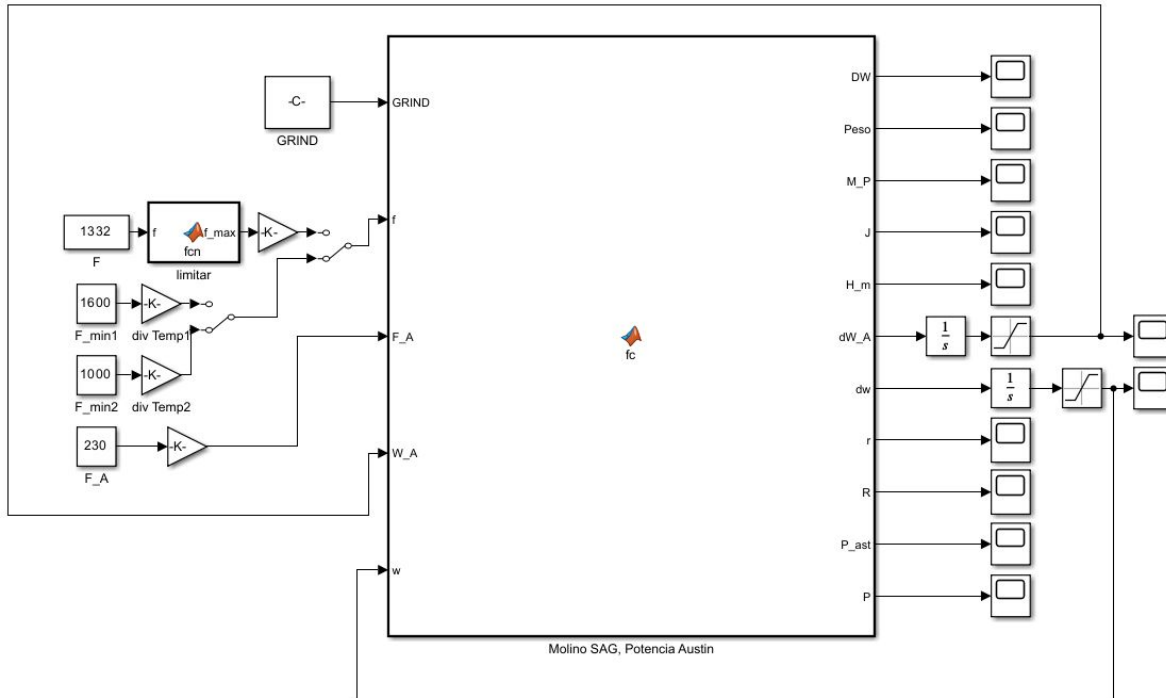 -C-
GRIND
1332
F
f
fcn
f_max
limitar
-K-
1600
F_min1
-K-
div Temp1
1000
F_min2
-K-
div Temp2
230
F_A
-K-
GRIND
f
F_A
W_A
w
fc
DW
Peso
M_P
J
H_m
dW_A
dw
r
R
P_ast
P
1
s
1
s
Molino SAG, Potencia Austin